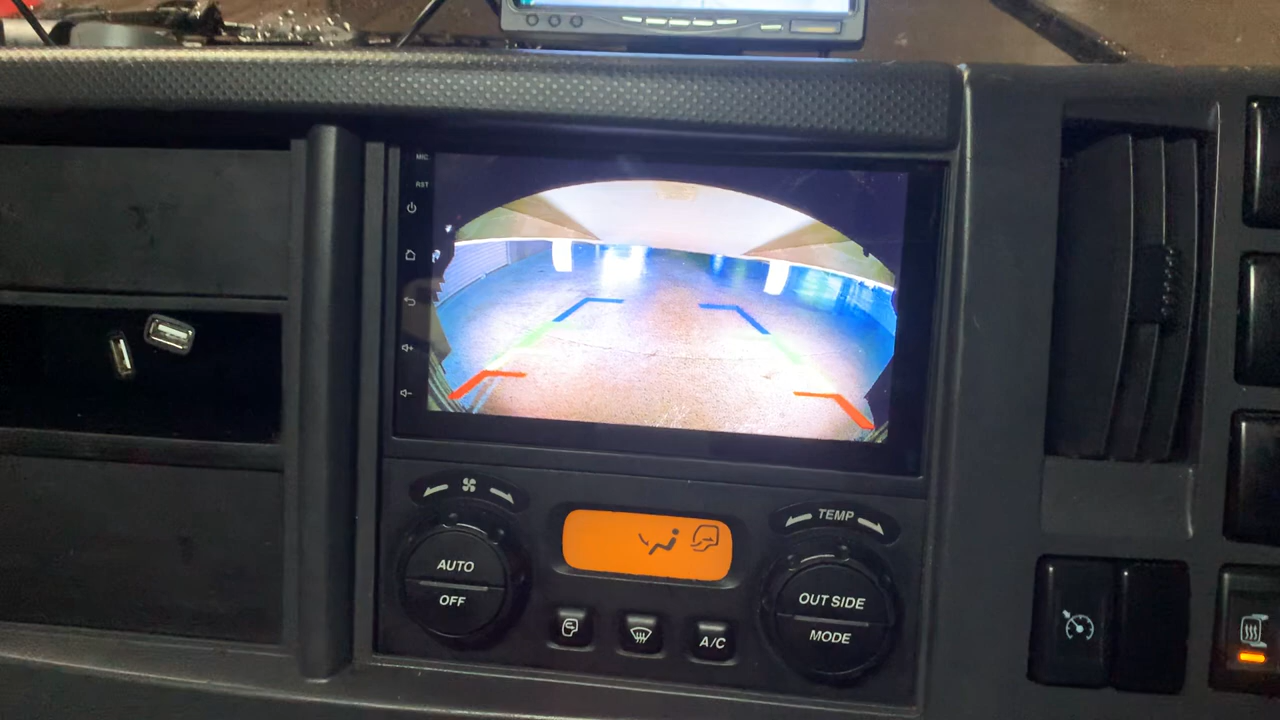 MIC
RST
AUTO
OFF
TEMP
OUT SIDE
MODE
A/C